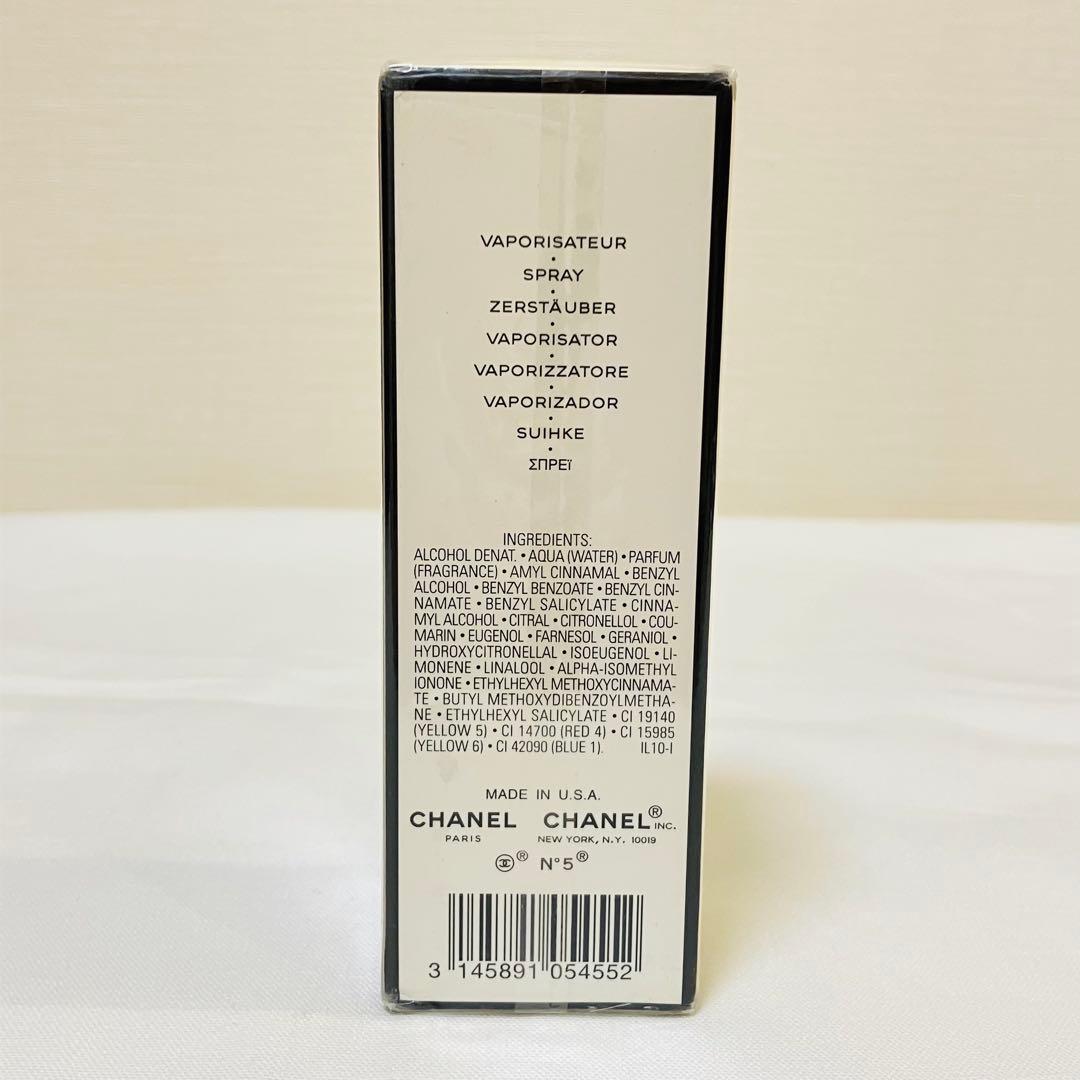 VAPORISATEUR
•
SPRAY
•
ZERSTÄUBER
•
VAPORISATOR
•
VAPORIZZATORE
•
VAPORIZADOR
•
SUIHKE
•
ΣΠΡΕϊ
INGREDIENTS:
ALCOHOL DENAT. • AQUA (WATER) • PARFUM
(FRAGRANCE) • AMYL CINNAMAL • BENZYL
ALCOHOL • BENZYL BENZOATE • BENZYL CIN-
NAMATE • BENZYL SALICYLATE • CINNA-
MYL ALCOHOL • CITRAL • CITRONELLOL • COU-
MARIN • EUGENOL • FARNESOL • GERANIOL •
HYDROXYCITRONELLAL • ISOEUGENOL • LI-
MONENE • LINALOOL • ALPHA-ISOMETHYL
IONONE • ETHYLHEXYL METHOXYCINNAMA-
TE • BUTYL METHOXYDIBENZOYLMETHA-
NE • ETHYLHEXYL SALICYLATE • CI 19140
(YELLOW 5) • CI 14700 (RED 4) • CI 15985
(YELLOW 6) • CI 42090 (BLUE 1). IL10-I
MADE IN U.S.A.
CHANEL CHANEL® INC.
PARIS NEW YORK, N.Y. 10019
® N°5®
3 145891 054552